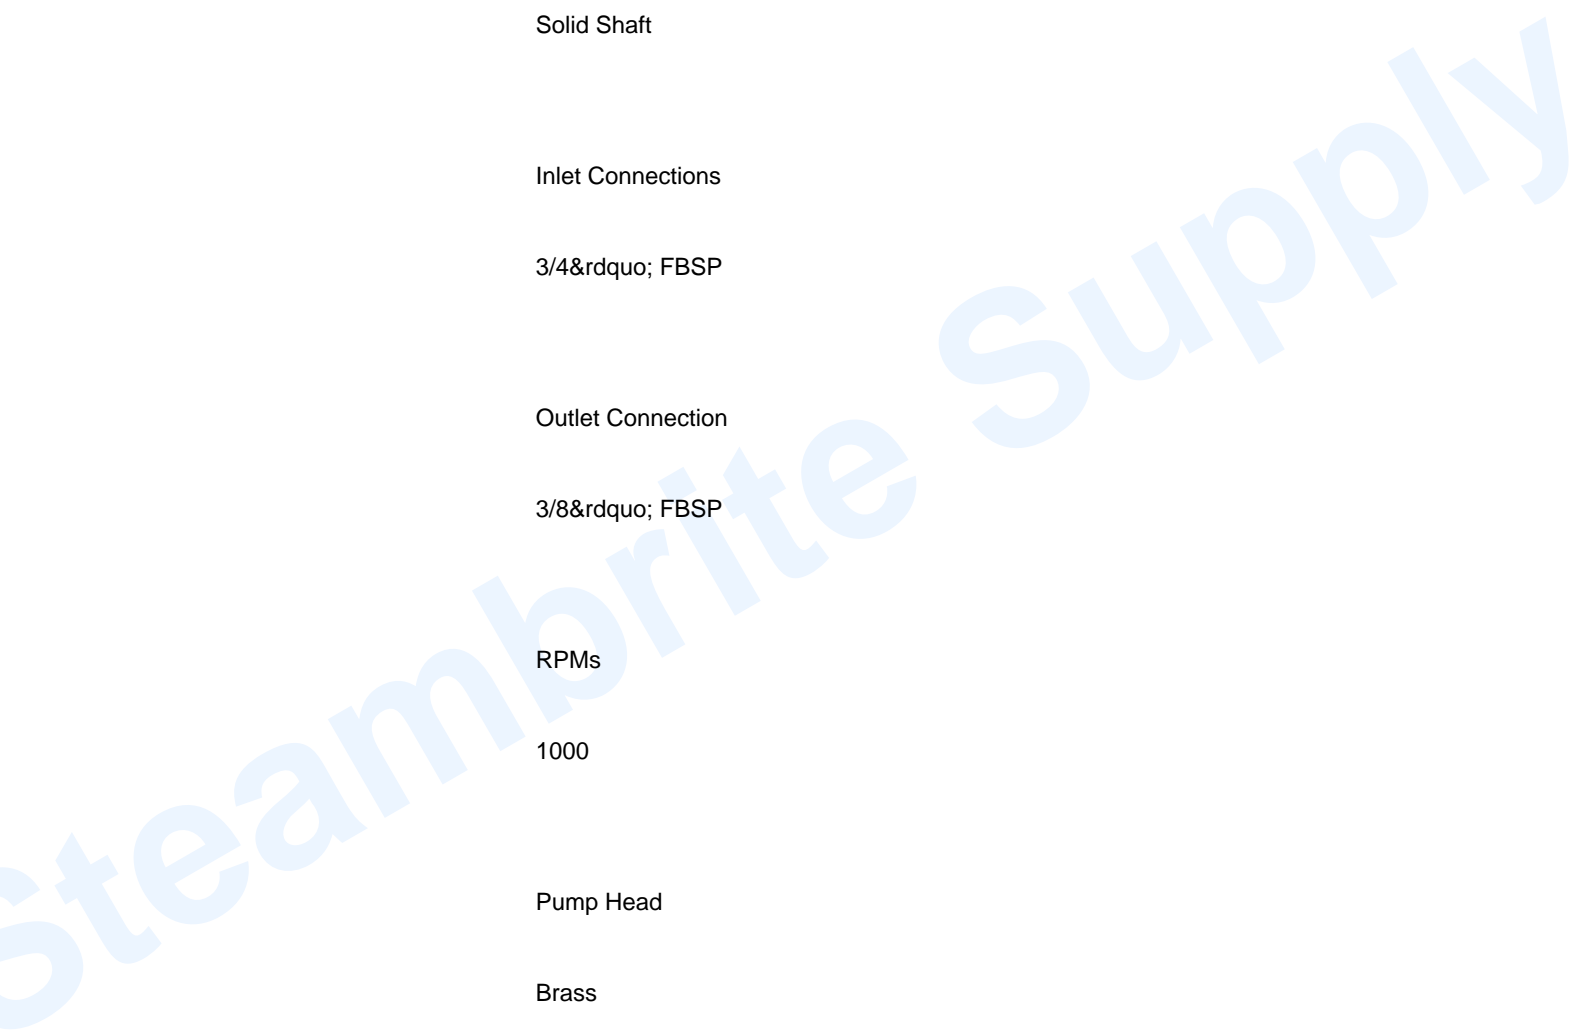 Solid Shaft
Inlet Connections
3/4&rdquo; FBSP
Outlet Connection
3/8&rdquo; FBSP
RPMs
1000
Pump Head
Brass
Steambrite Supply